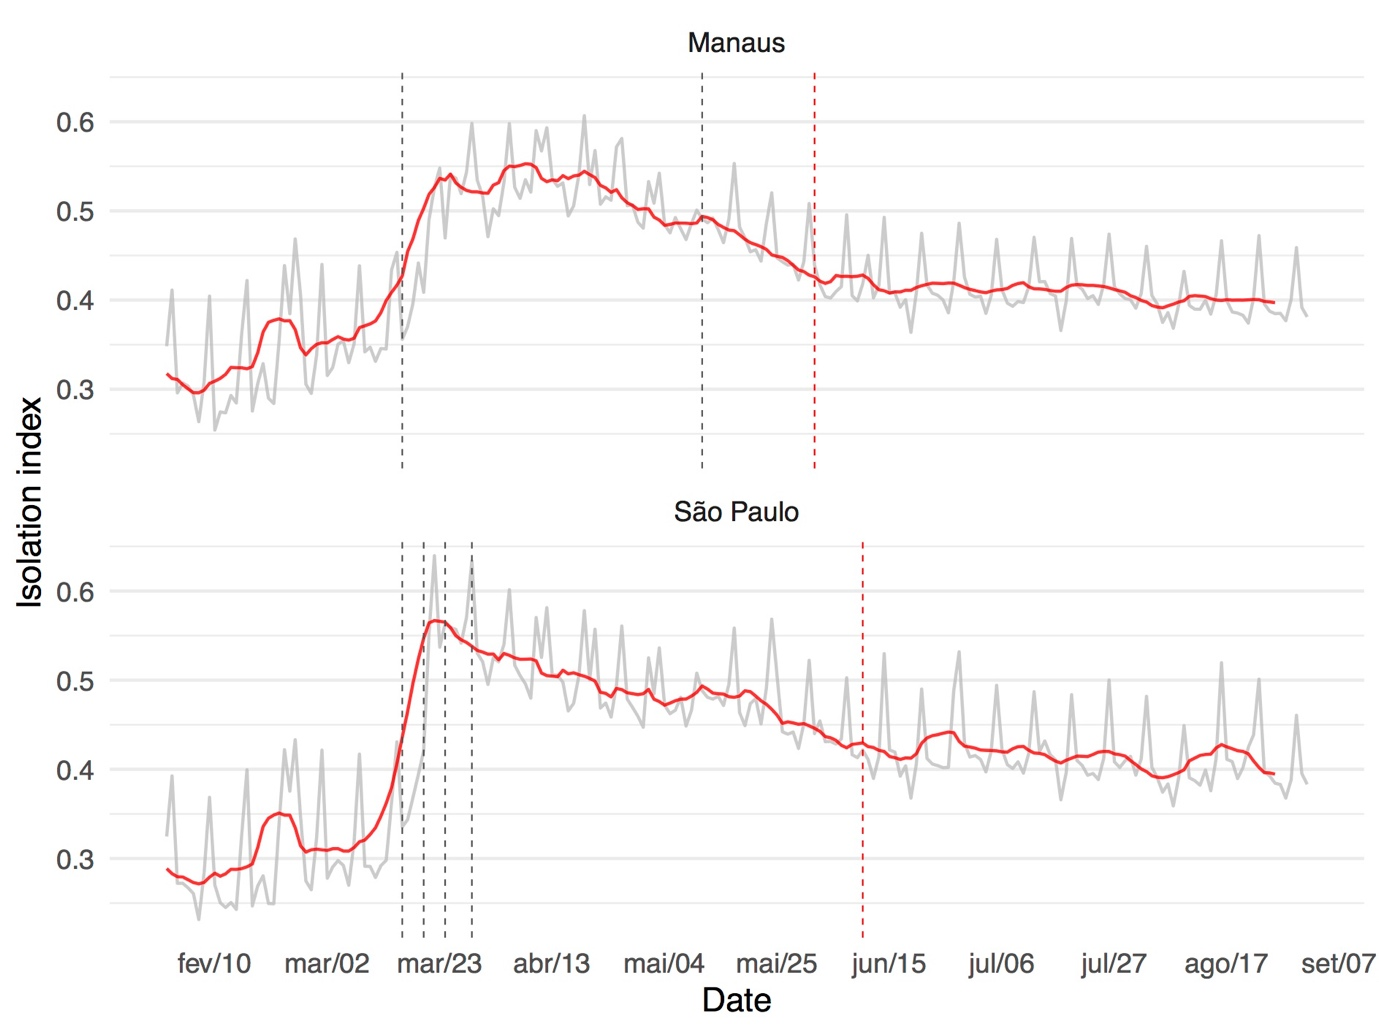 Manaus
0.6
0.5
0.4
0.3
Isolation index
São Paulo
0.6
0.5
0.4
0.3
fev/10 mar/02 mar/23 abr/13 mai/04 mai/25 jun/15 jul/06 jul/27 ago/17 set/07
Date